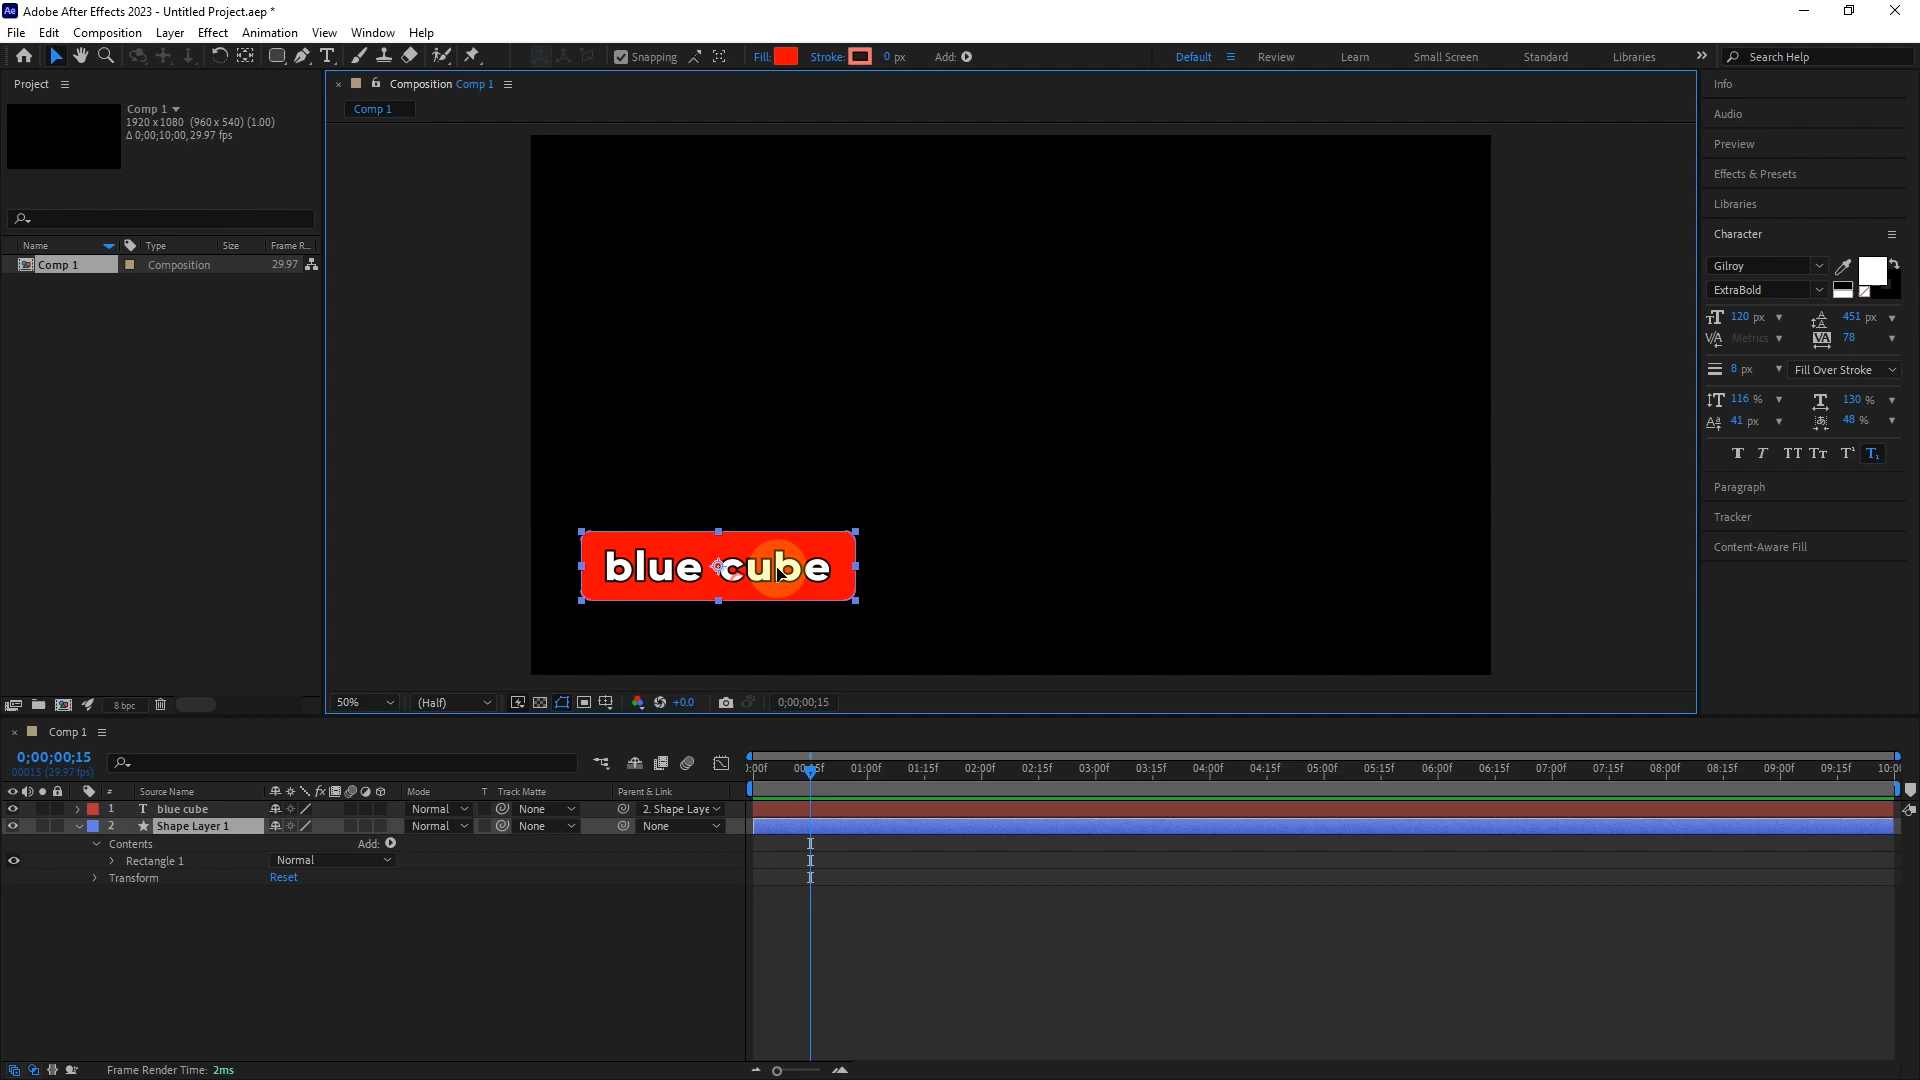 Adobe After Effects 2023 - Untitled Project.aep *
File Edit Composition Layer Effect Animation View Window Help
Snapping Fill: Stroke: 0 px Add: Default Review Learn Small Screen Standard Libraries Search Help
Project
Composition Comp 1
Comp 1
Comp 1
1920 x 1080 (960 x 540) (1.00)
Δ 0;00;10;00, 29.97 fps
Name Type Size Frame R...
Comp 1 Composition 29.97
blue cube
8 bpc
50% (Half) +0.0 0;00;00;15
Info
Audio
Preview
Effects & Presets
Libraries
Character
Gilroy
ExtraBold
120 px 451 px
Metrics 78
8 px Fill Over Stroke
116 % 130 %
41 px 48 %
Paragraph
Tracker
Content-Aware Fill
Comp 1
0;00;00;15
00015 (29.97 fps)
:00f 00:15f 01:00f 01:15f 02:00f 02:15f 03:00f 03:15f 04:00f 04:15f 05:00f 05:15f 06:00f 06:15f 07:00f 07:15f 08:00f 08:15f 09:00f 09:15f 10:00
# Source Name Mode T Track Matte Parent & Link
1 T blue cube Normal None 2. Shape Laye
2 Shape Layer 1 Normal None None
Contents Add:
Rectangle 1 Normal
Transform Reset
Frame Render Time: 2ms